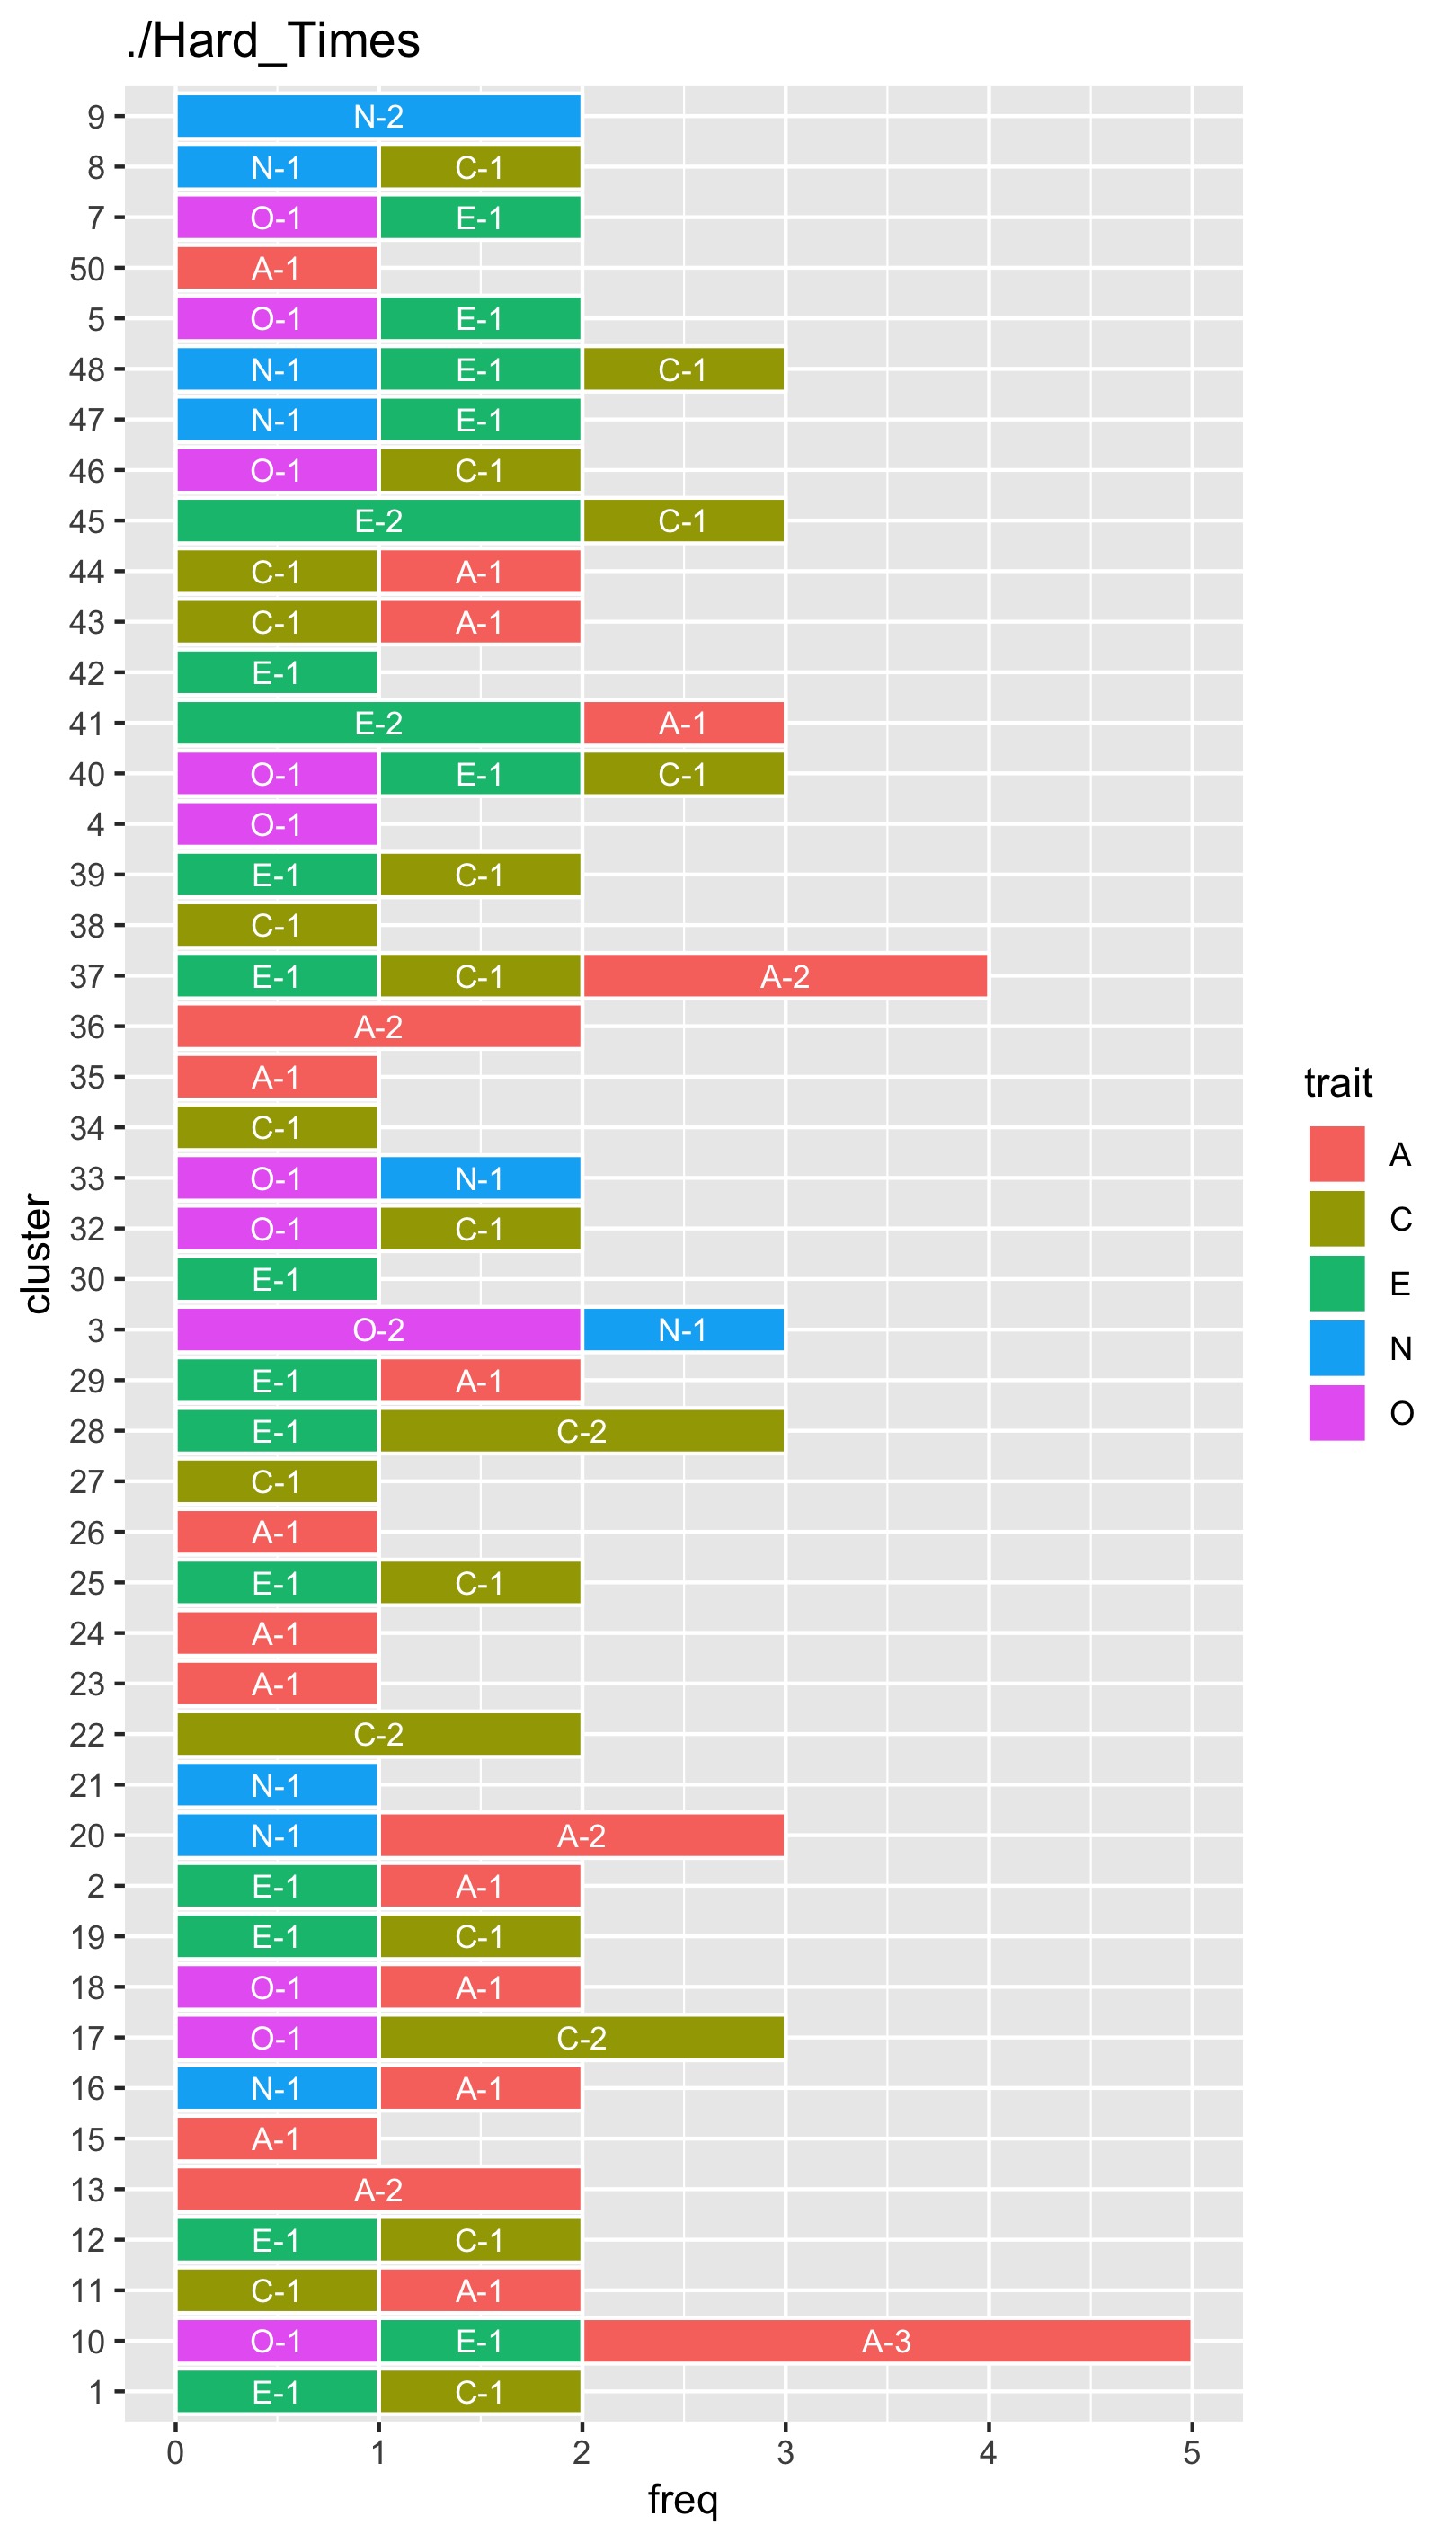 ./Hard_Times
9 N-2
8 N-1 C-1
7 O-1 E-1
50 A-1
5 O-1 E-1
48 N-1 E-1 C-1
47 N-1 E-1
46 O-1 C-1
45 E-2 C-1
44 C-1 A-1
43 C-1 A-1
42 E-1
41 E-2 A-1
40 O-1 E-1 C-1
4 O-1
39 E-1 C-1
38 C-1
37 E-1 C-1 A-2
36 A-2
35 A-1
34 C-1
33 O-1 N-1
32 O-1 C-1
30 E-1
3 O-2 N-1
29 E-1 A-1
28 E-1 C-2
27 C-1
26 A-1
25 E-1 C-1
24 A-1
23 A-1
22 C-2
21 N-1
20 N-1 A-2
2 E-1 A-1
19 E-1 C-1
18 O-1 A-1
17 O-1 C-2
16 N-1 A-1
15 A-1
13 A-2
12 E-1 C-1
11 C-1 A-1
10 O-1 E-1 A-3
1 E-1 C-1
0 1 2 3 4 5
freq
cluster
trait
A
C
E
N
O